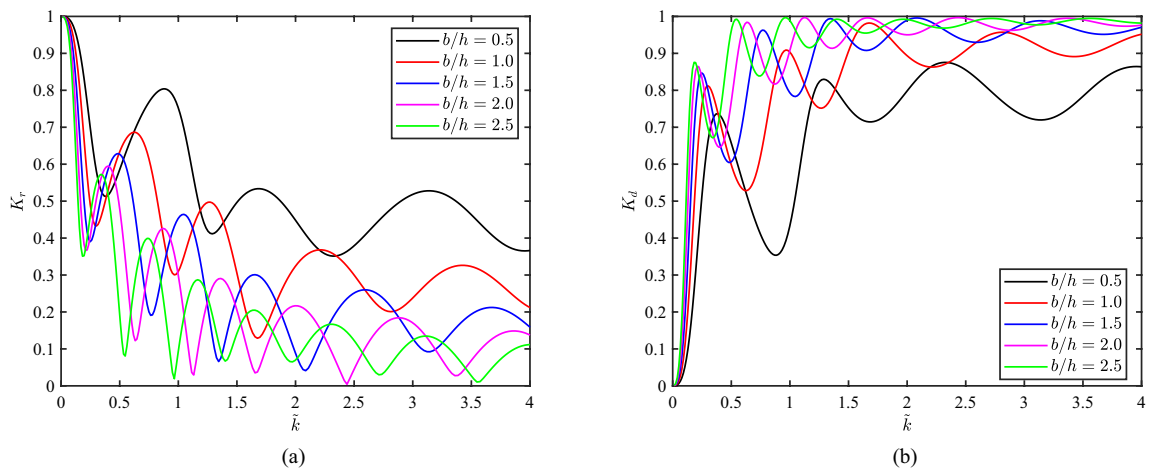 1
0.9
0.8
0.7
0.6
0.5
0.4
0.3
0.2
0.1
0
K_r
0 0.5 1 1.5 2 2.5 3 3.5 4
k̃
b/h = 0.5
b/h = 1.0
b/h = 1.5
b/h = 2.0
b/h = 2.5
(a)
1
0.9
0.8
0.7
0.6
0.5
0.4
0.3
0.2
0.1
0
K_d
0 0.5 1 1.5 2 2.5 3 3.5 4
k̃
b/h = 0.5
b/h = 1.0
b/h = 1.5
b/h = 2.0
b/h = 2.5
(b)